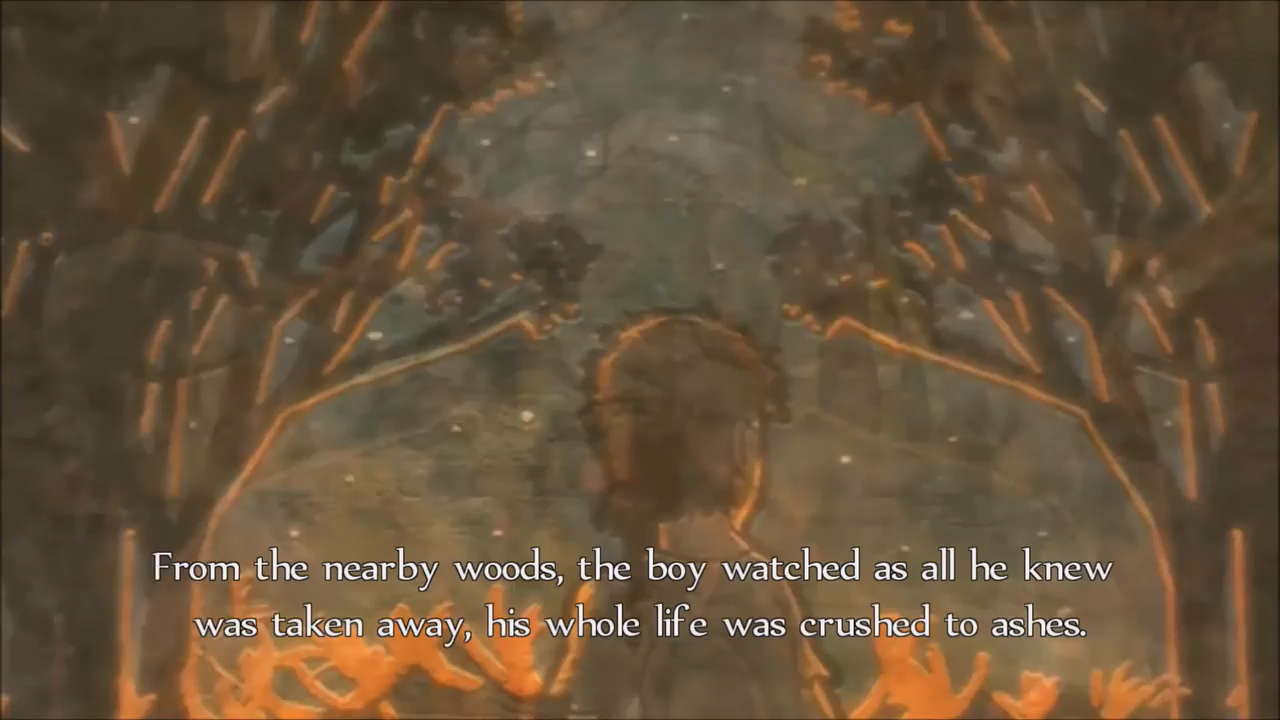 From the nearby woods, the boy watched as all he knew
was taken away, his whole life was crushed to ashes.